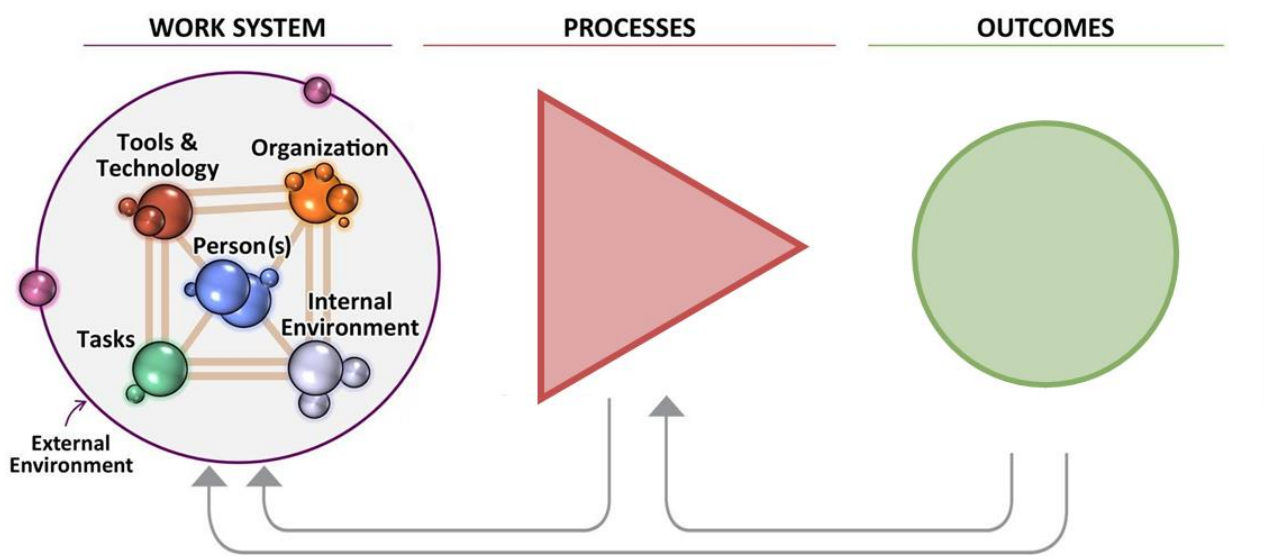 WORK SYSTEM
PROCESSES
OUTCOMES
Tools &
Technology
Organization
Person(s)
Internal
Environment
Tasks
External
Environment